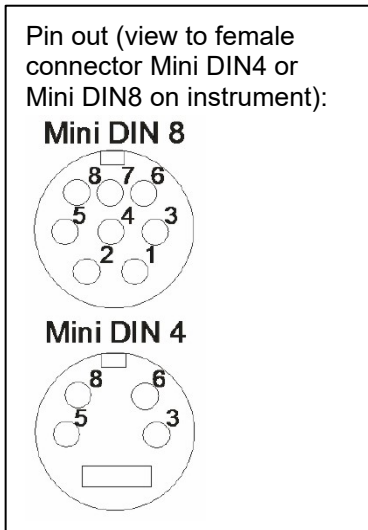 Pin out (view to female
connector Mini DIN4 or
Mini DIN8 on instrument):
Mini DIN 8
8 7 6
5 4 3
2 1
Mini DIN 4
8 6
5 3